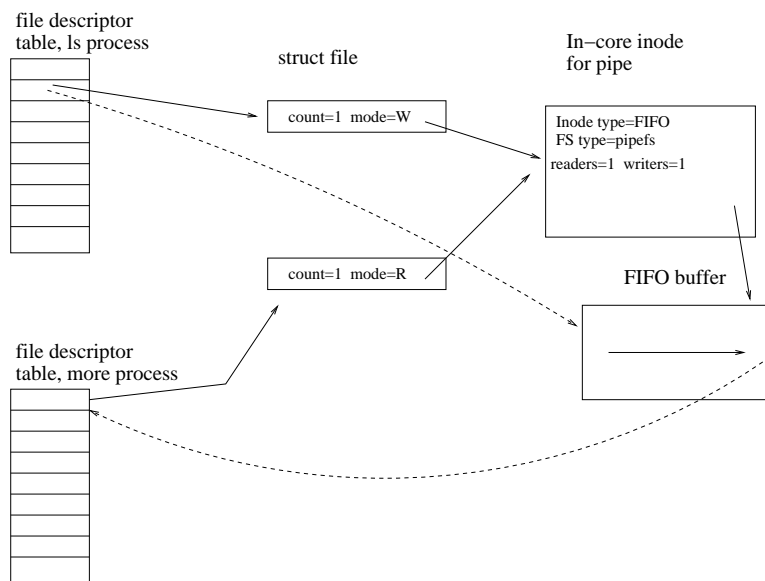 file descriptor
table, ls process
struct file
In−core inode
for pipe
count=1 mode=W
Inode type=FIFO
FS type=pipefs
readers=1 writers=1
count=1 mode=R
FIFO buffer
file descriptor
table, more process